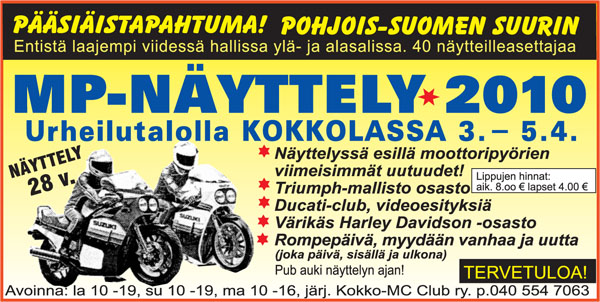 PÄÄSIÄISTAPAHTUMA! POHJOIS-SUOMEN SUURIN
Entistä laajempi viidessä hallissa ylä- ja alasalissa. 40 näytteilleasettajaa
MP-NÄYTTELY 2010
Urheilutalolla KOKKOLASSA 3. – 5.4.
NÄYTTELY
28 v.
Näyttelyssä esillä moottoripyörien
viimeisimmät uutuudet!
Triumph-mallisto osasto
Lippujen hinnat:
aik. 8.oo € lapset 4.00 €
Ducati-club, videoesityksiä
Värikäs Harley Davidson -osasto
Rompepäivä, myydään vanhaa ja uutta
(joka päivä, sisällä ja ulkona)
Pub auki näyttelyn ajan!
TERVETULOA!
SUZUKI
SUZUKI
Avoinna: la 10 -19, su 10 -19, ma 10 -16, järj. Kokko-MC Club ry. p.040 554 7063